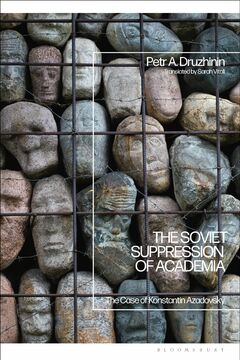 Petr A. Druzhinin
Translated by Sarah Vitali
THE SOVIET
SUPPRESSION
OF ACADEMIA
The Case of Konstantin Azadovsky
BLOOMSBURY